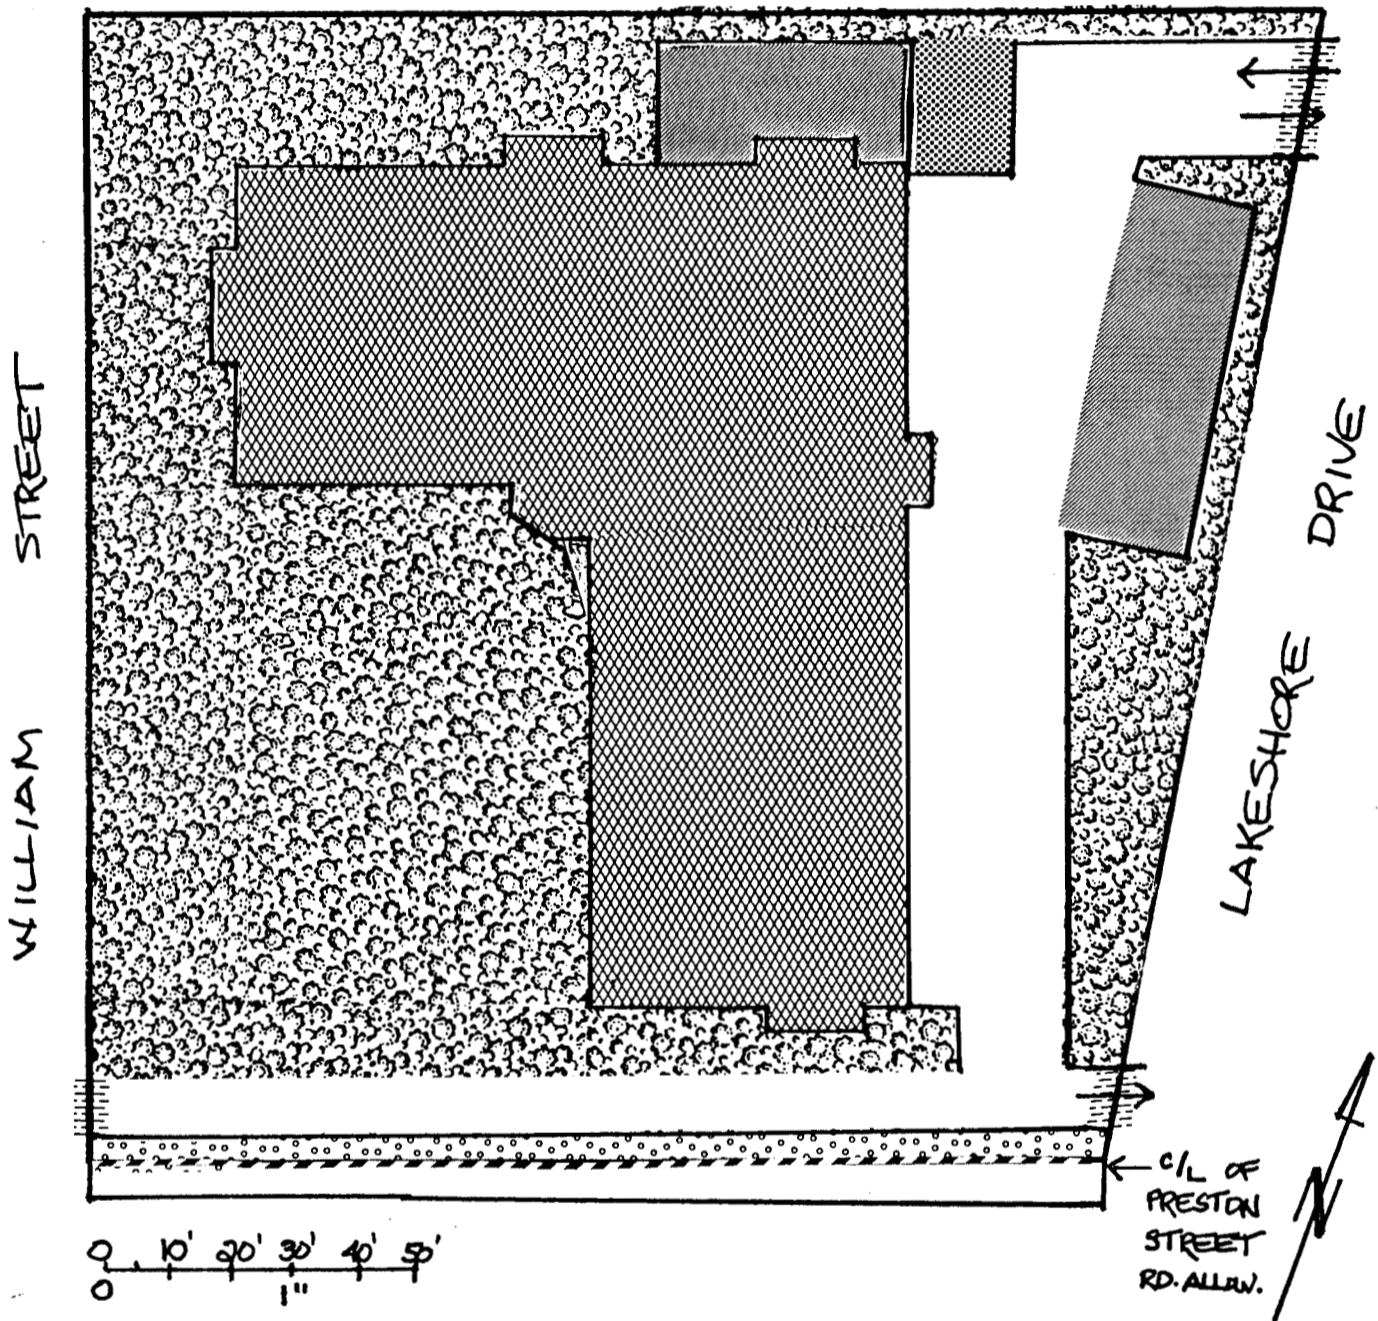 WILLIAM STREET
LAKESHORE DRIVE
C/L OF
PRESTON
STREET
RD. ALLOW.
N
0 10' 20' 30' 40' 50'
0 1"